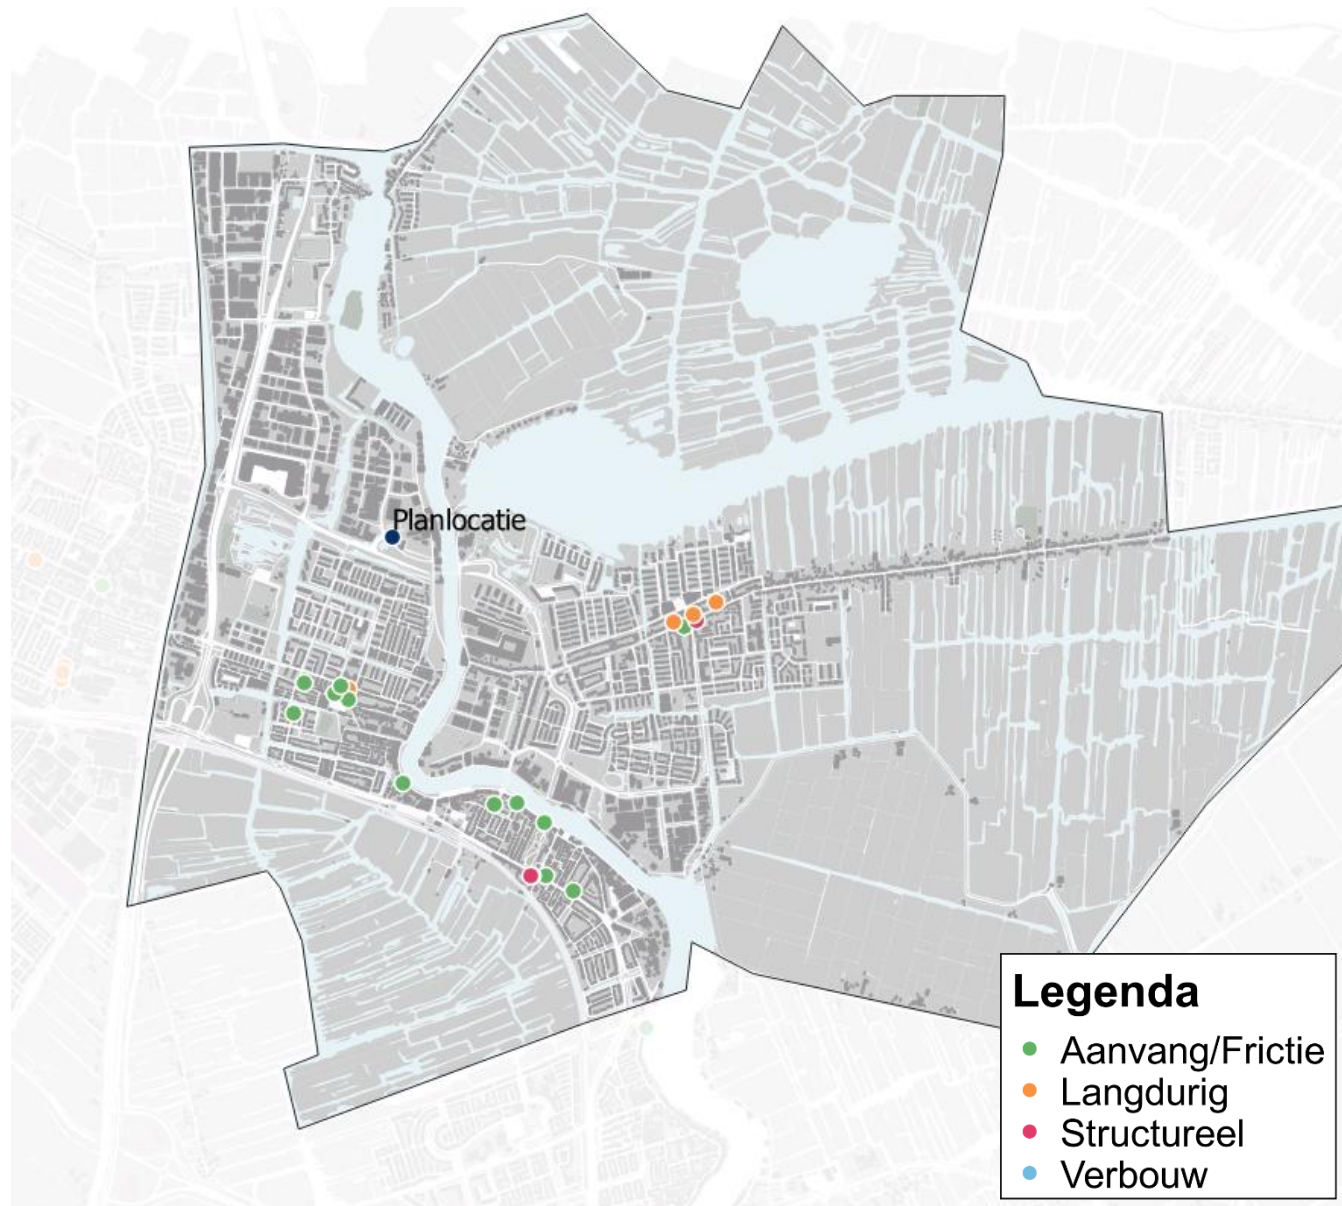 Planlocatie
Legenda
Aanvang/Frictie
Langdurig
Structureel
Verbouw